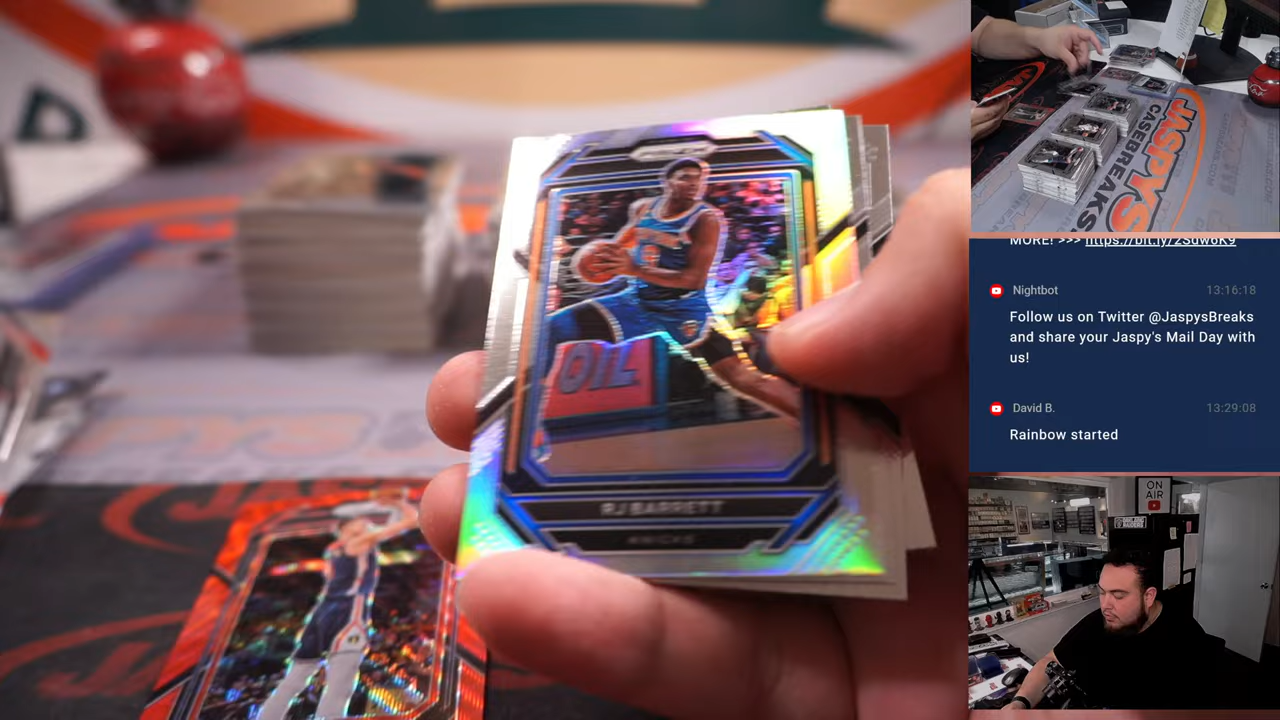 PRIZM
OIL
RJ BARRETT
KNICKS
JASPYS
CASEBREAKS
MORE! >>> https://bit.ly/2Sdw6K9
Nightbot
13:16:18
Follow us on Twitter @JaspysBreaks
and share your Jaspy's Mail Day with
us!
David B.
13:29:08
Rainbow started
ON
AIR